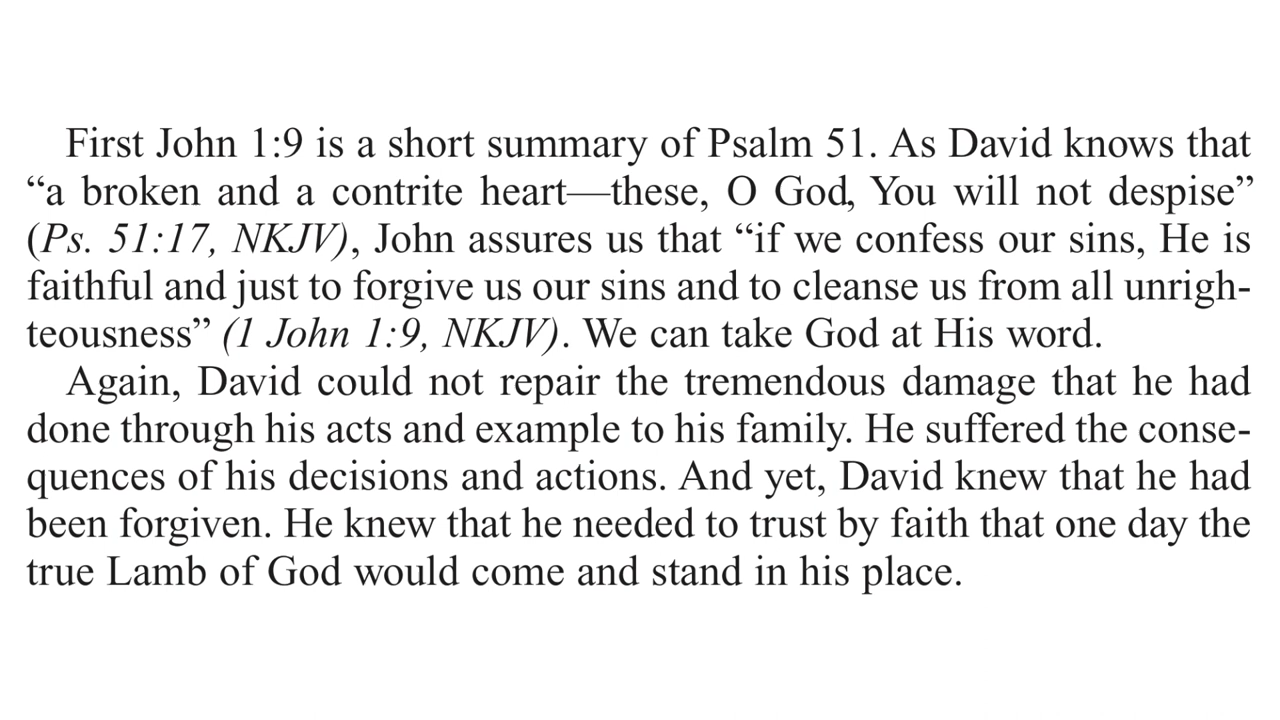 First John 1:9 is a short summary of Psalm 51. As David knows that
“a broken and a contrite heart—these, O God, You will not despise”
(Ps. 51:17, NKJV), John assures us that “if we confess our sins, He is
faithful and just to forgive us our sins and to cleanse us from all unrigh-
teousness” (1 John 1:9, NKJV). We can take God at His word.
Again, David could not repair the tremendous damage that he had
done through his acts and example to his family. He suffered the conse-
quences of his decisions and actions. And yet, David knew that he had
been forgiven. He knew that he needed to trust by faith that one day the
true Lamb of God would come and stand in his place.